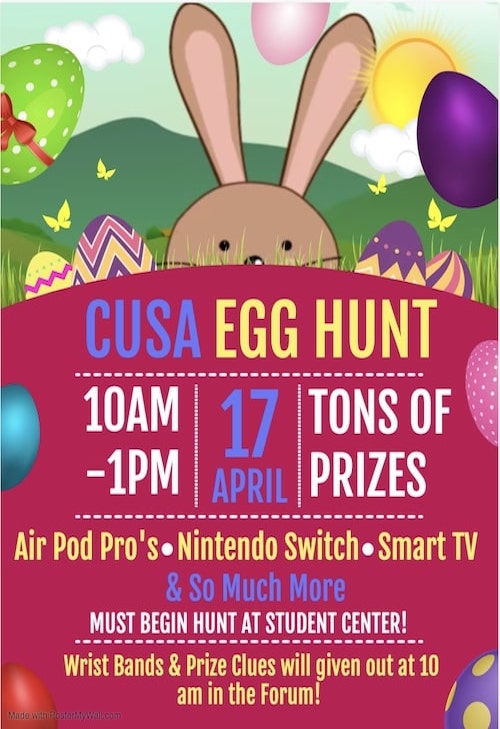 CUSA EGG HUNT
10AM
-1PM
17
APRIL
TONS OF
PRIZES
Air Pod Pro's•Nintendo Switch•Smart TV
& So Much More
MUST BEGIN HUNT AT STUDENT CENTER!
Wrist Bands & Prize Clues will given out at 10
am in the Forum!
Made with PosterMyWall.com